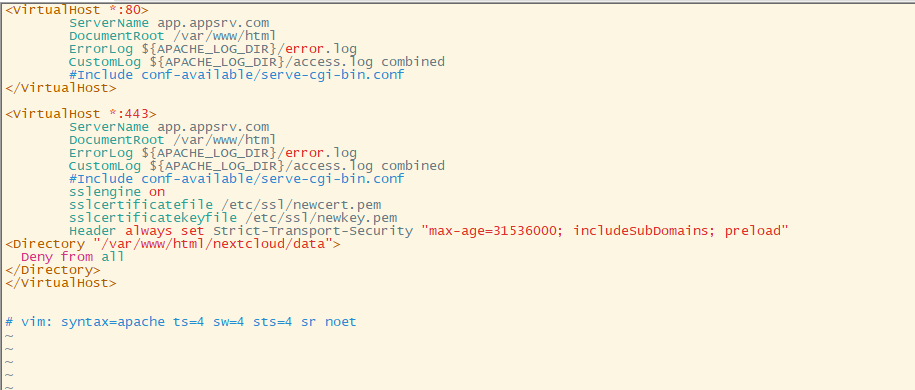 <VirtualHost *:80>
        ServerName app.appsrv.com
        DocumentRoot /var/www/html
        ErrorLog ${APACHE_LOG_DIR}/error.log
        CustomLog ${APACHE_LOG_DIR}/access.log combined
        #Include conf-available/serve-cgi-bin.conf
</VirtualHost>

<VirtualHost *:443>
        ServerName app.appsrv.com
        DocumentRoot /var/www/html
        ErrorLog ${APACHE_LOG_DIR}/error.log
        CustomLog ${APACHE_LOG_DIR}/access.log combined
        #Include conf-available/serve-cgi-bin.conf
        sslengine on
        sslcertificatefile /etc/ssl/newcert.pem
        sslcertificatekeyfile /etc/ssl/newkey.pem
        Header always set Strict-Transport-Security "max-age=31536000; includeSubDomains; preload"
<Directory "/var/www/html/nextcloud/data">
  Deny from all
</Directory>
</VirtualHost>


# vim: syntax=apache ts=4 sw=4 sts=4 sr noet
~
~
~
~
~